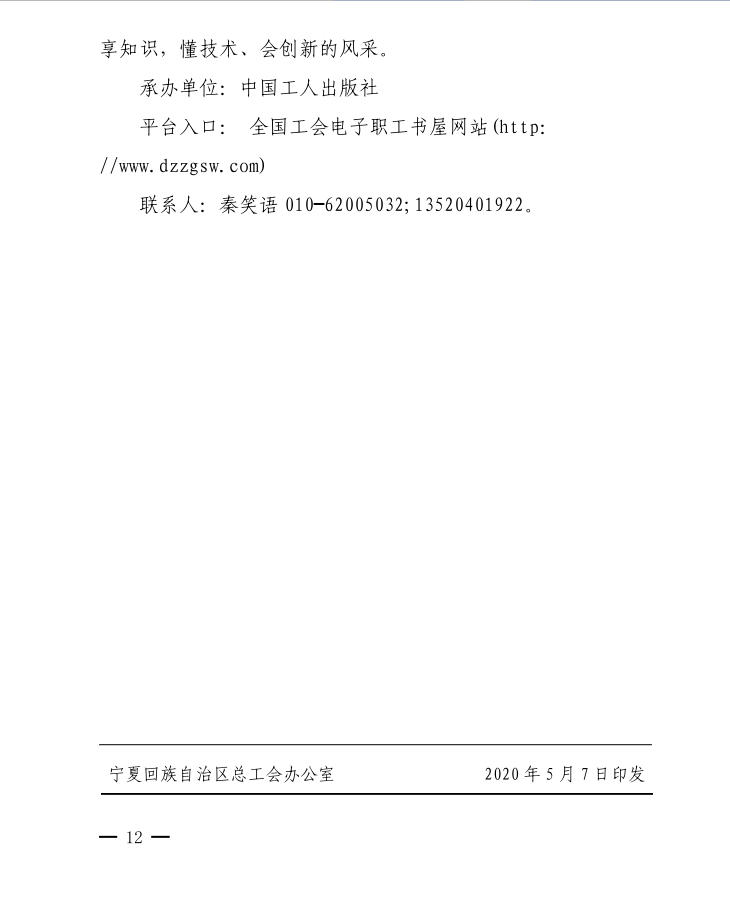 享知识，懂技术、会创新的风采。
承办单位：中国工人出版社
平台入口： 全国工会电子职工书屋网站(http:
//www.dzzgsw.com)
联系人：秦笑语 010—62005032;13520401922。
宁夏回族自治区总工会办公室 2020年5月7日印发
— 12 —